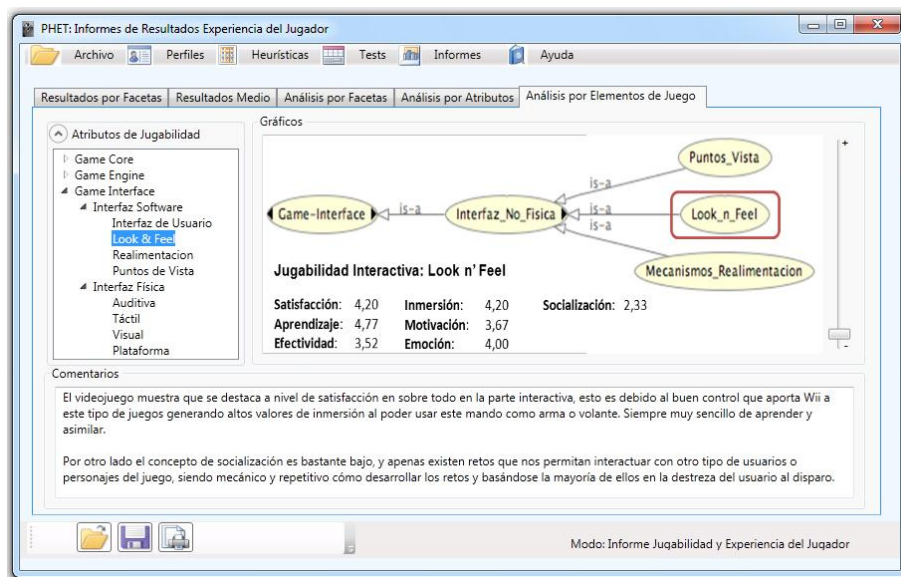 PHET: Informes de Resultados Experiencia del Jugador
Archivo Perfiles Heurísticas Tests Informes Ayuda
Resultados por Facetas Resultados Medio Análisis por Facetas Análisis por Atributos Análisis por Elementos de Juego
Atributos de Jugabilidad
Game Core
Game Engine
Game Interface
Interfaz Software
Interfaz de Usuario
Look & Feel
Realimentacion
Puntos de Vista
Interfaz Física
Auditiva
Táctil
Visual
Plataforma
Gráficos
Puntos_Vista
is-a
Game-Interface is-a Interfaz_No_Fisica is-a Look_n_Feel
is-a
Mecanismos_Realimentacion
Jugabilidad Interactiva: Look n' Feel
Satisfacción: 4,20 Inmersión: 4,20 Socialización: 2,33
Aprendizaje: 4,77 Motivación: 3,67
Efectividad: 3,52 Emoción: 4,00
+
-
Comentarios
El videojuego muestra que se destaca a nivel de satisfacción en sobre todo en la parte interactiva, esto es debido al buen control que aporta Wii a
este tipo de juegos generando altos valores de inmersión al poder usar este mando como arma o volante. Siempre muy sencillo de aprender y
asimilar.
Por otro lado el concepto de socialización es bastante bajo, y apenas existen retos que nos permitan interactuar con otro tipo de usuarios o
personajes del juego, siendo mecánico y repetitivo cómo desarrollar los retos y basándose la mayoría de ellos en la destreza del usuario al disparo.
Modo: Informe Jugabilidad y Experiencia del Jugador